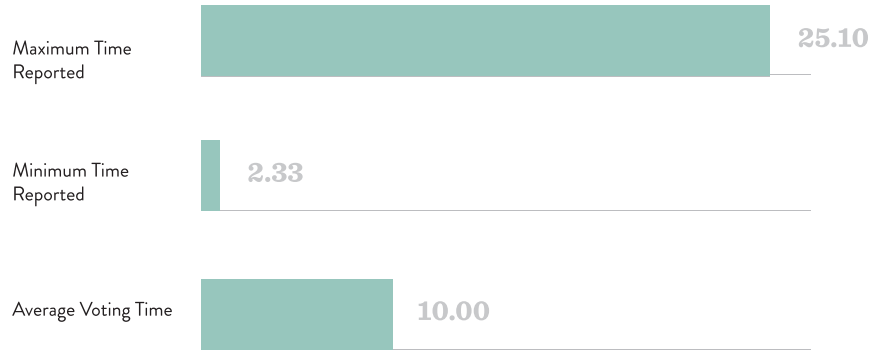 Maximum Time
Reported
25.10
Minimum Time
Reported
2.33
Average Voting Time
10.00